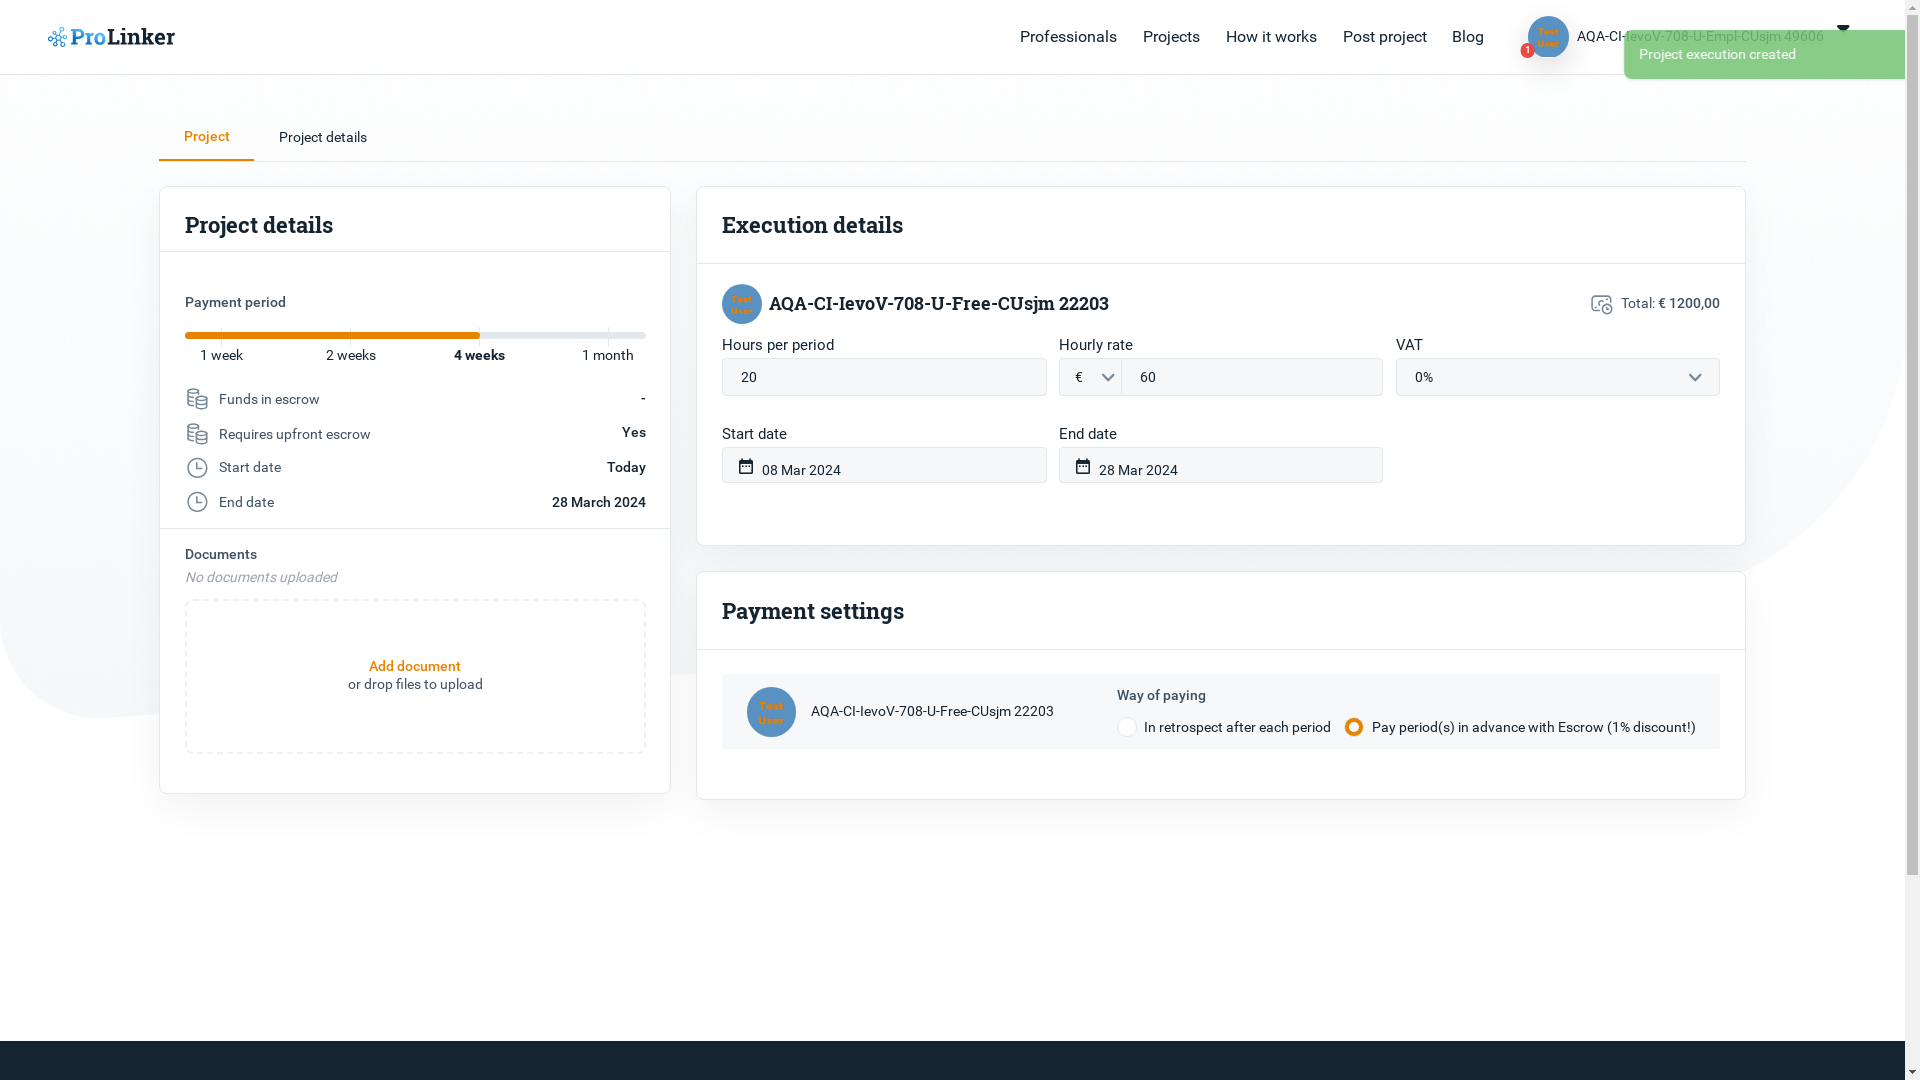 ProLinker
Professionals
Projects
How it works
Post project
Blog
Test
User
1
AQA-CI-IevoV-708-U-Empl-CUsjm 49606
Project execution created
Project
Project details
Project details
Payment period
1 week
2 weeks
4 weeks
1 month
Funds in escrow
-
Requires upfront escrow
Yes
Start date
Today
End date
28 March 2024
Documents
No documents uploaded
Add document
or drop files to upload
Execution details
Test
User
AQA-CI-IevoV-708-U-Free-CUsjm 22203
Total: € 1200,00
Hours per period
Hourly rate
VAT
20
€
60
0%
Start date
End date
08 Mar 2024
28 Mar 2024
Payment settings
Test
User
AQA-CI-IevoV-708-U-Free-CUsjm 22203
Way of paying
In retrospect after each period
Pay period(s) in advance with Escrow (1% discount!)